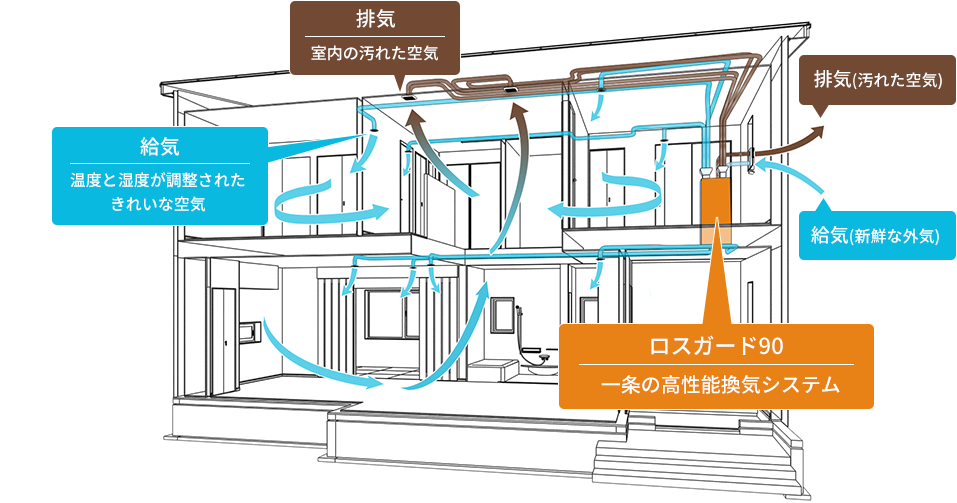 排気
室内の汚れた空気
排気(汚れた空気)
給気
温度と湿度が調整された
きれいな空気
給気(新鮮な外気)
ロスガード90
一条の高性能換気システム